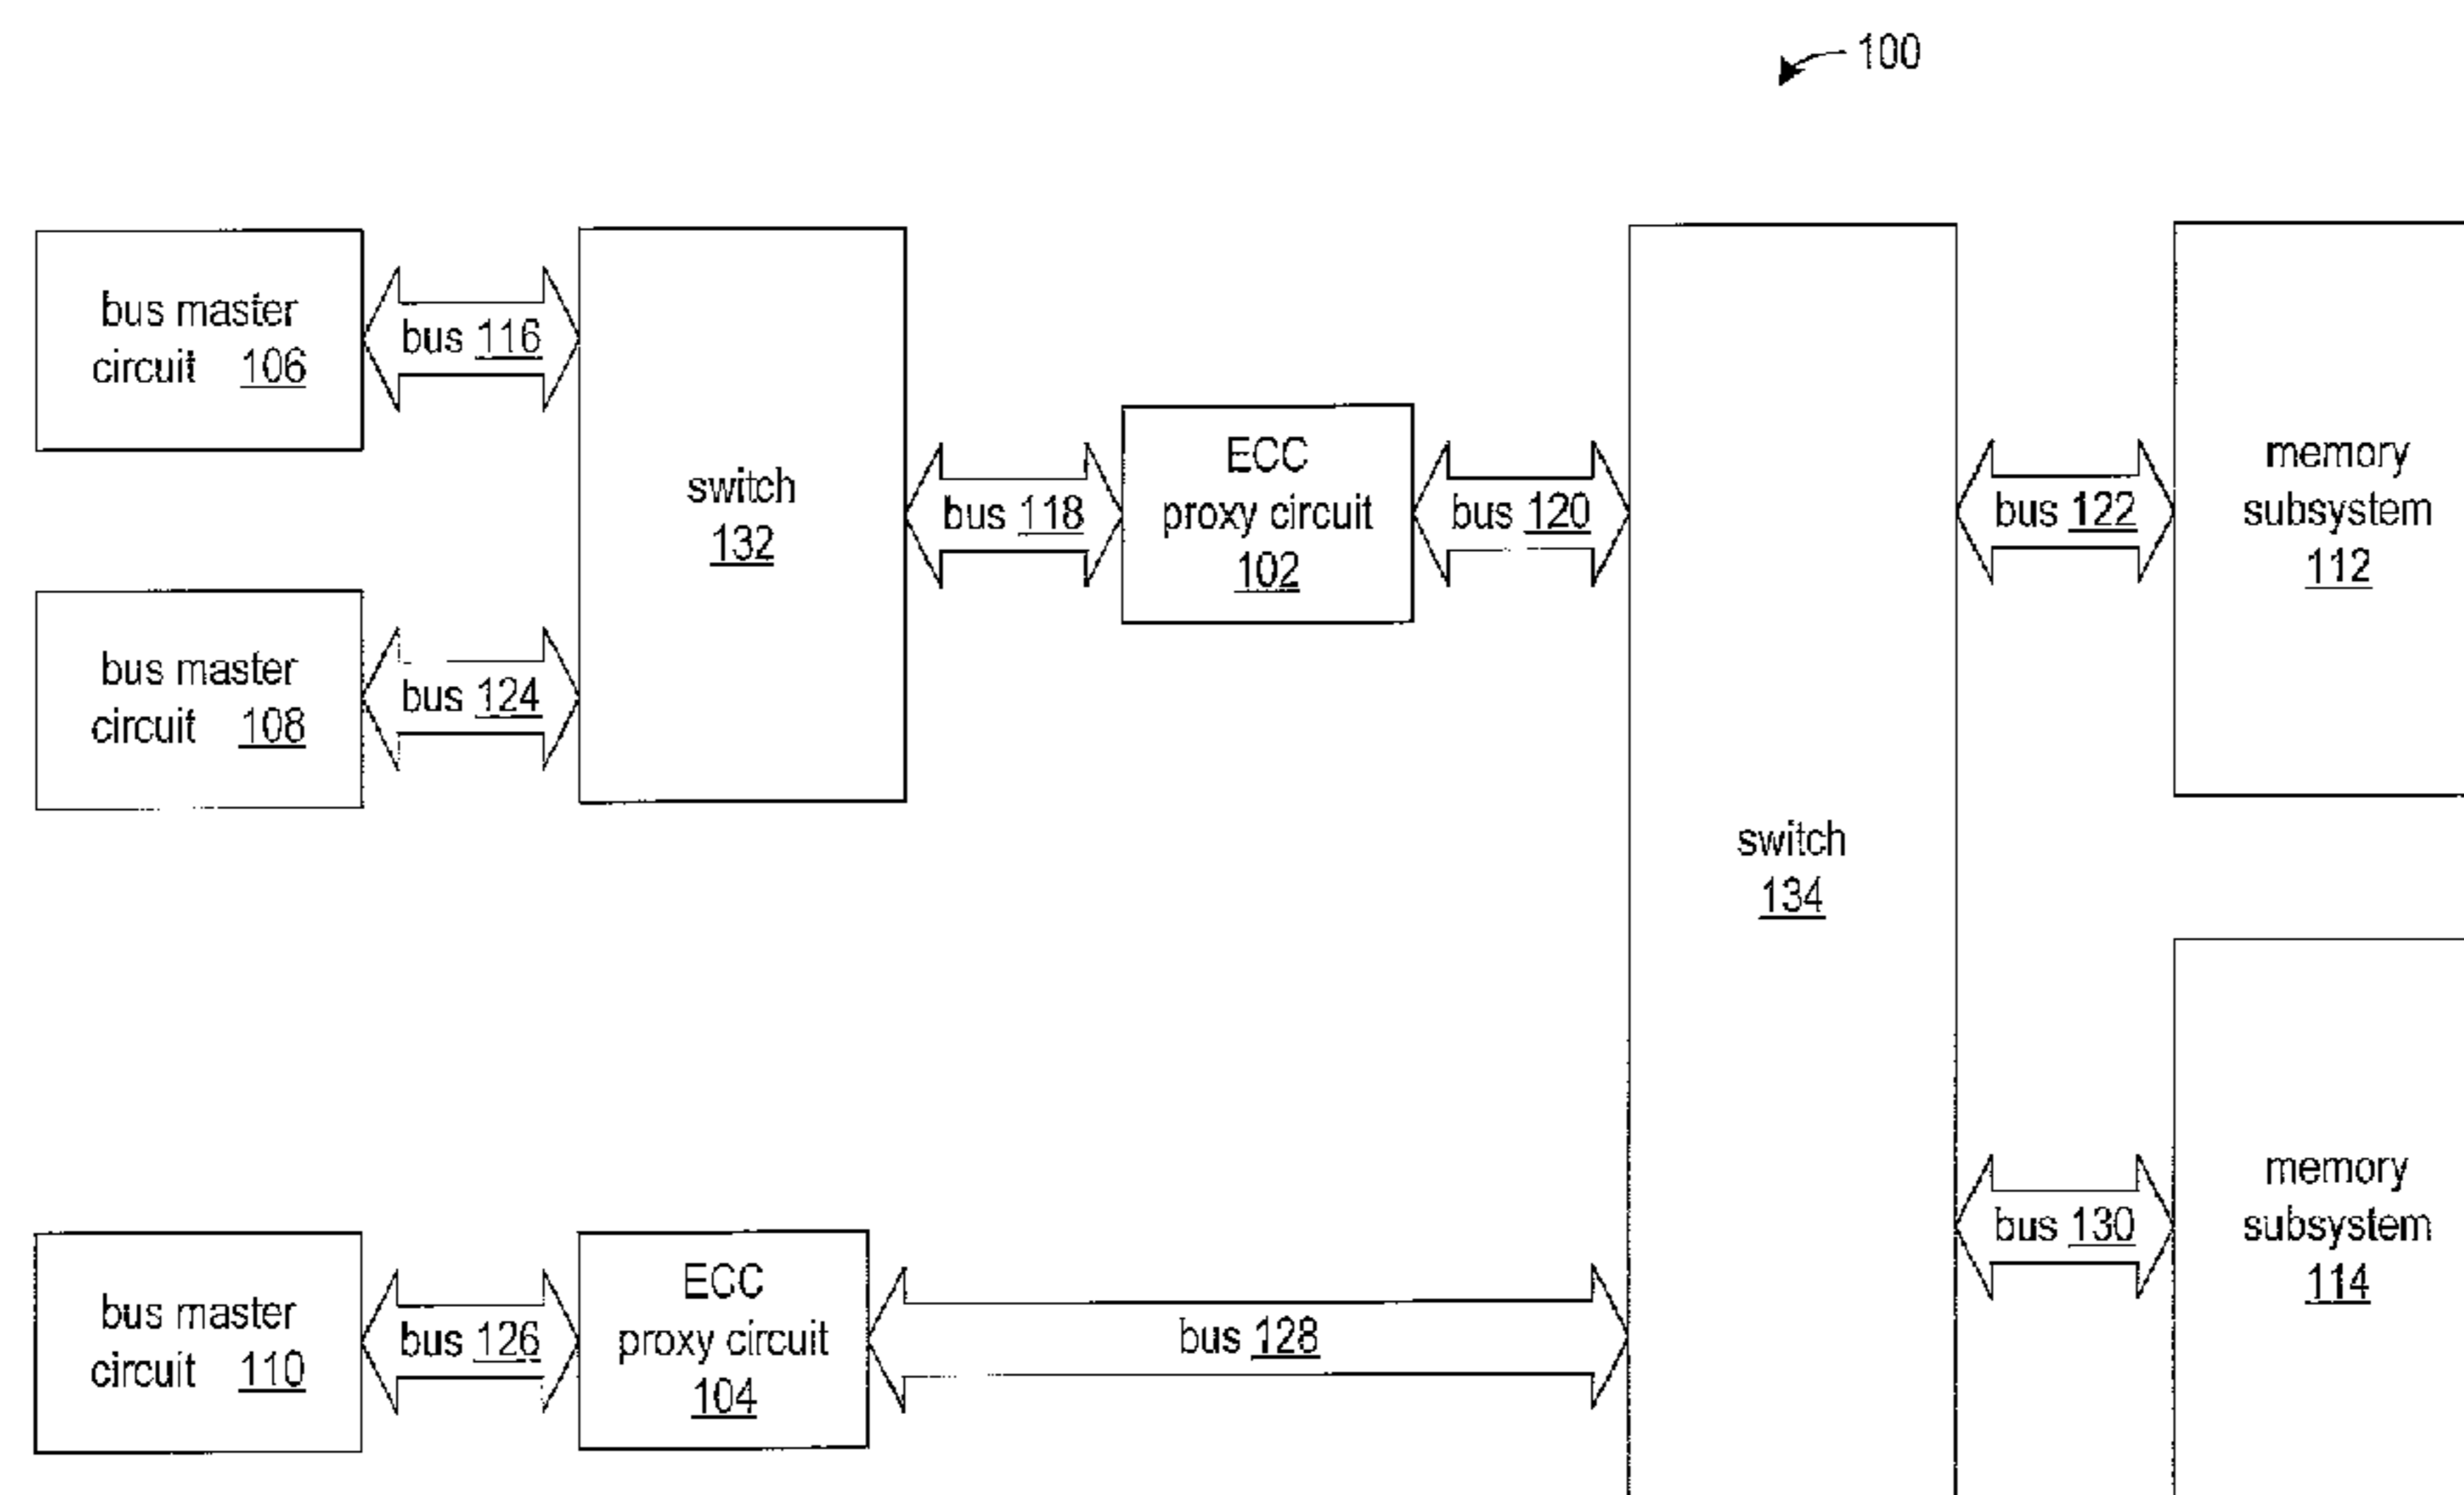 100
bus master
circuit 106
bus 116
switch
132
bus master
circuit 108
bus 124
bus 118
ECC
proxy circuit
102
bus 120
switch
134
bus 122
memory
subsystem
112
bus master
circuit 110
bus 126
ECC
proxy circuit
104
bus 128
bus 130
memory
subsystem
114